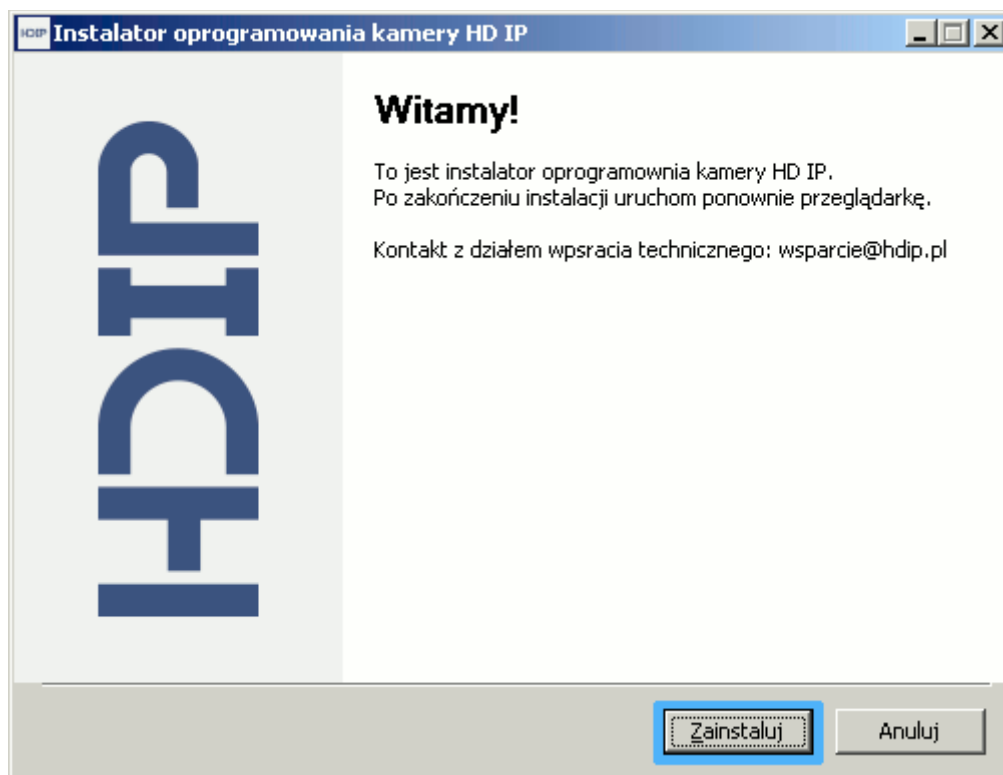 HDIP Instalator oprogramowania kamery HD IP
HDIP
Witamy!
To jest instalator oprogramownia kamery HD IP.
Po zakończeniu instalacji uruchom ponownie przeglądarkę.
Kontakt z działem wpsracia technicznego: wsparcie@hdip.pl
Zainstaluj
Anuluj